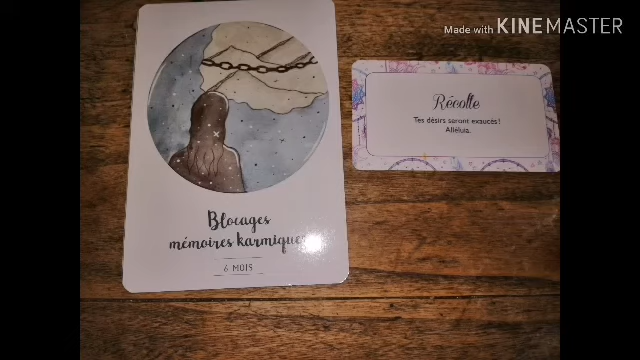 Made with KINEMASTER
Blocages
mémoires karmiques
6 MOIS
Récolte
Tes désirs seront exaucés!
Alléluia.